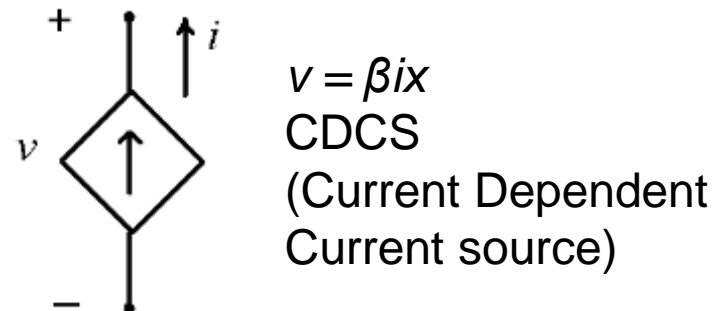 +
i
v
−
v = βix
CDCS
(Current Dependent
Current source)